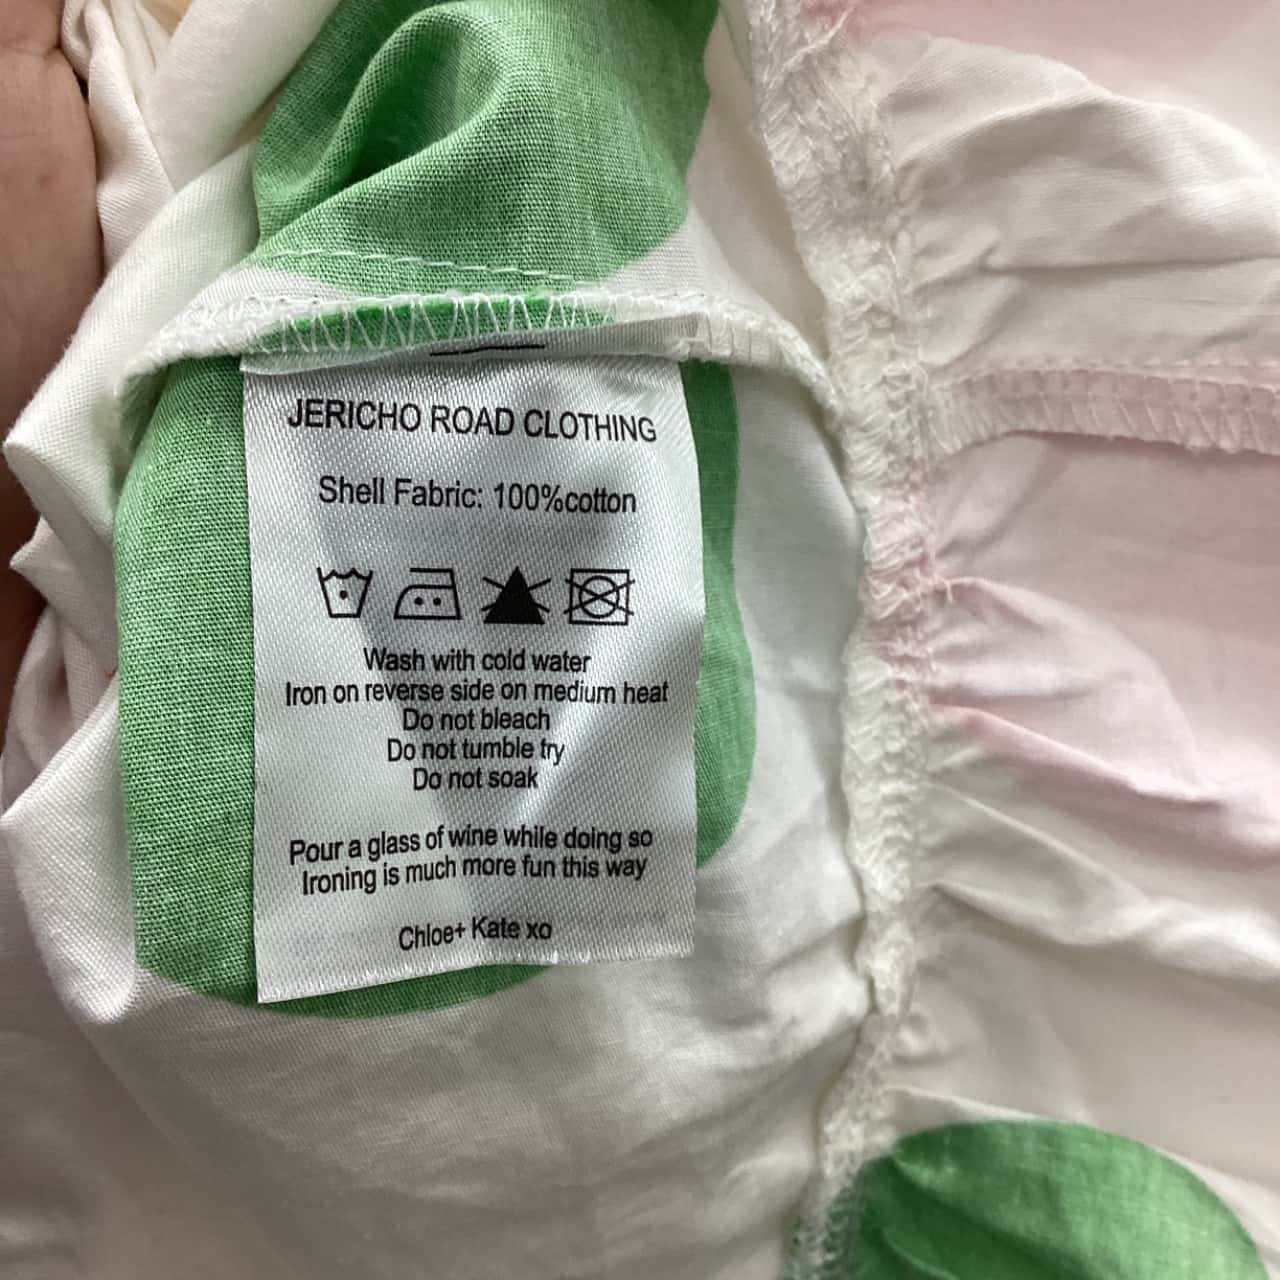 JERICHO ROAD CLOTHING
Shell Fabric: 100%cotton
Wash with cold water
Iron on reverse side on medium heat
Do not bleach
Do not tumble try
Do not soak
Pour a glass of wine while doing so
Ironing is much more fun this way
Chloe+ Kate xo